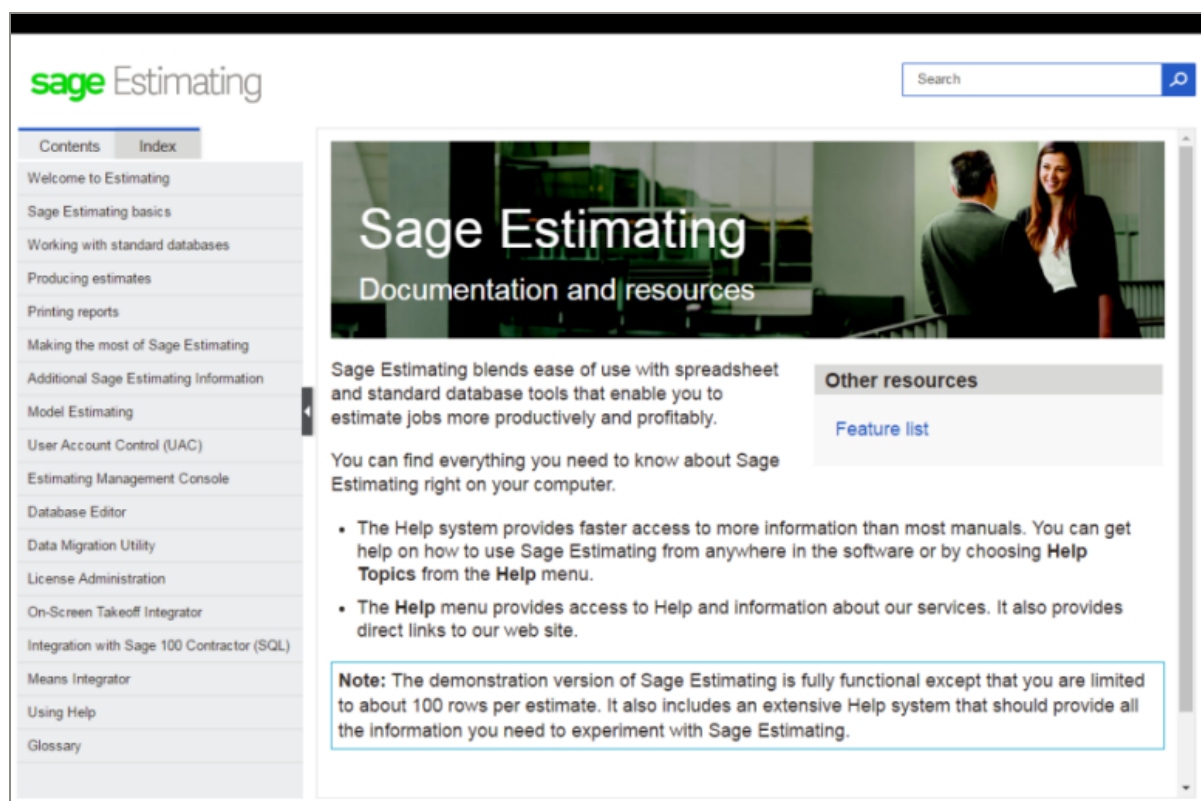 sage Estimating
Search
Contents
Index
Welcome to Estimating
Sage Estimating basics
Working with standard databases
Producing estimates
Printing reports
Making the most of Sage Estimating
Additional Sage Estimating Information
Model Estimating
User Account Control (UAC)
Estimating Management Console
Database Editor
Data Migration Utility
License Administration
On-Screen Takeoff Integrator
Integration with Sage 100 Contractor (SQL)
Means Integrator
Using Help
Glossary
Sage Estimating
Documentation and resources
Sage Estimating blends ease of use with spreadsheet
and standard database tools that enable you to
estimate jobs more productively and profitably.
You can find everything you need to know about Sage
Estimating right on your computer.
Other resources
Feature list
• The Help system provides faster access to more information than most manuals. You can get
help on how to use Sage Estimating from anywhere in the software or by choosing Help
Topics from the Help menu.
• The Help menu provides access to Help and information about our services. It also provides
direct links to our web site.
Note: The demonstration version of Sage Estimating is fully functional except that you are limited
to about 100 rows per estimate. It also includes an extensive Help system that should provide all
the information you need to experiment with Sage Estimating.